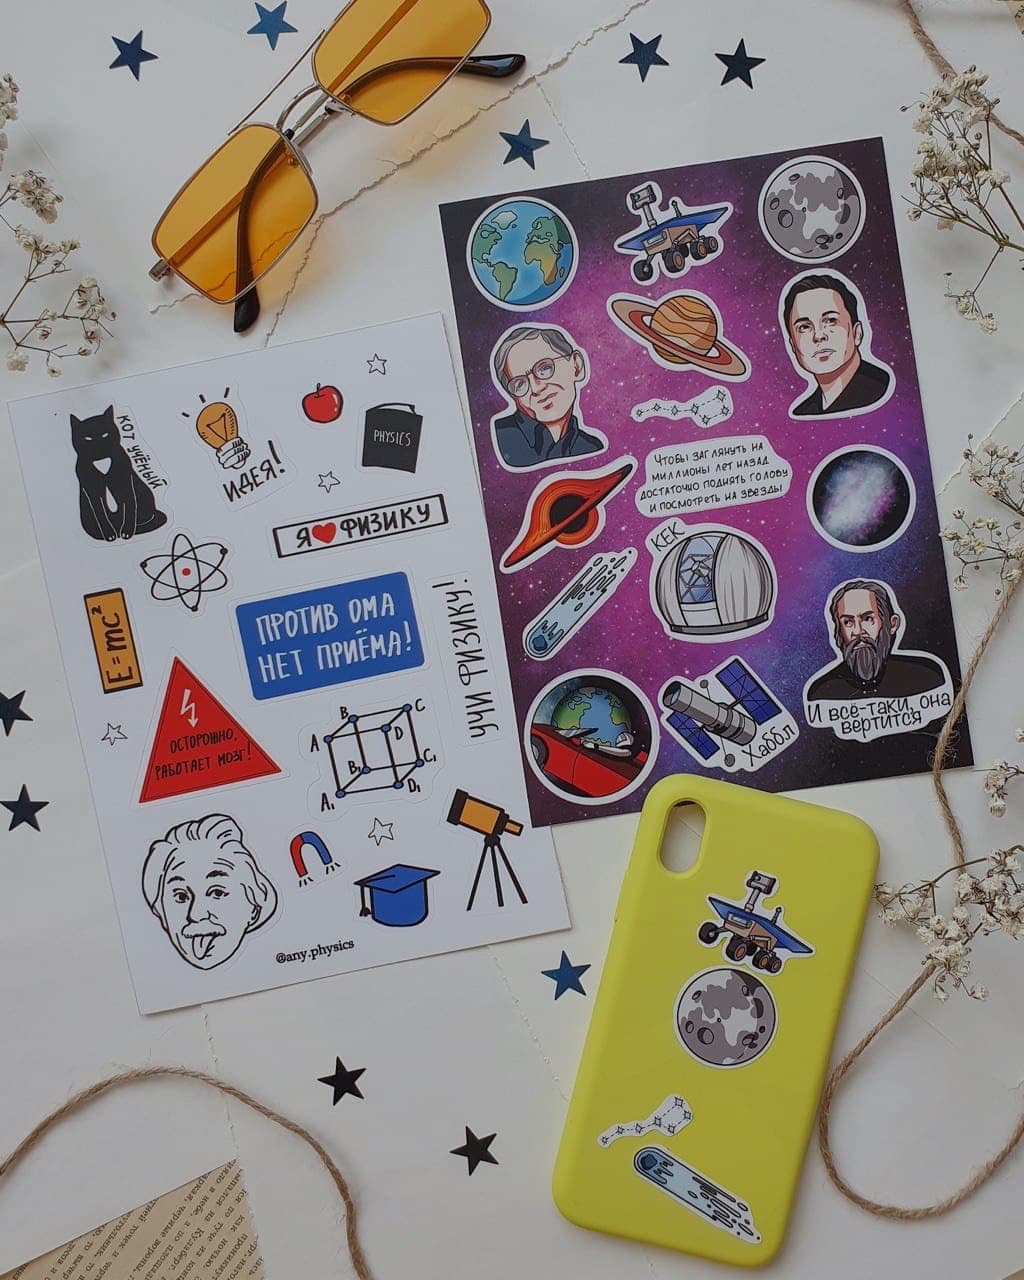 КОТ УЧЁНЫЙ
ИДЕЯ!
PHYSICS
Я ФИЗИКУ
E=mc²
ПРОТИВ ОМА
НЕТ ПРИЁМА!
УЧИ ФИЗИКУ!
ОСТОРОЖНО,
РАБОТАЕТ МОЗГ!
B
C
A
D
B₁
C₁
A₁
D₁
@any.physics
Чтобы заглянуть на
миллионы лет назад
достаточно поднять голову
и посмотреть на звезды
КЕК
Хаббл
И всё-таки, она
вертится